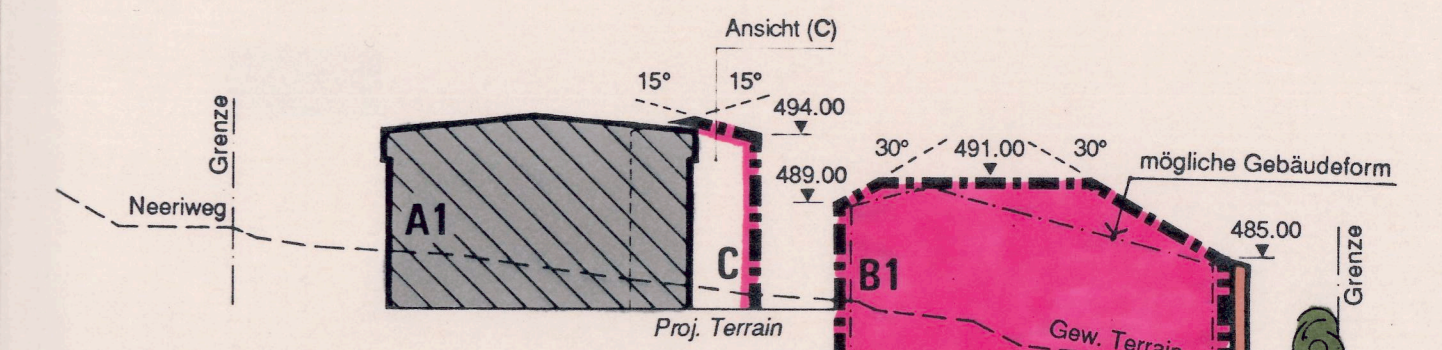 Ansicht (C)
15° 15°
494.00
Grenze
30° 491.00 30°
mögliche Gebäudeform
489.00
Neeriweg
A1
485.00
Grenze
C
B1
Proj. Terrain
Gew. Terrain